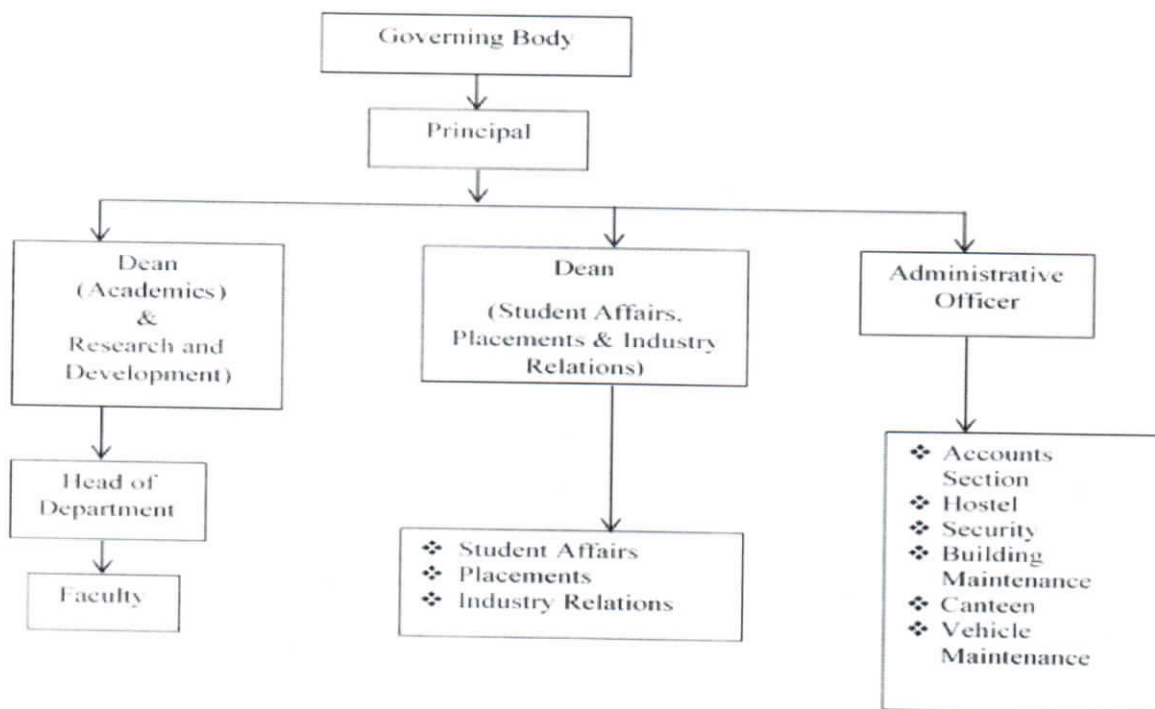 Governing Body
Principal
Dean
(Academics)
&
Research and
Development)
Dean
(Student Affairs,
Placements & Industry
Relations)
Administrative
Officer
Head of
Department
Faculty
❖ Student Affairs
❖ Placements
❖ Industry Relations
❖ Accounts
Section
❖ Hostel
❖ Security
❖ Building
Maintenance
❖ Canteen
❖ Vehicle
Maintenance